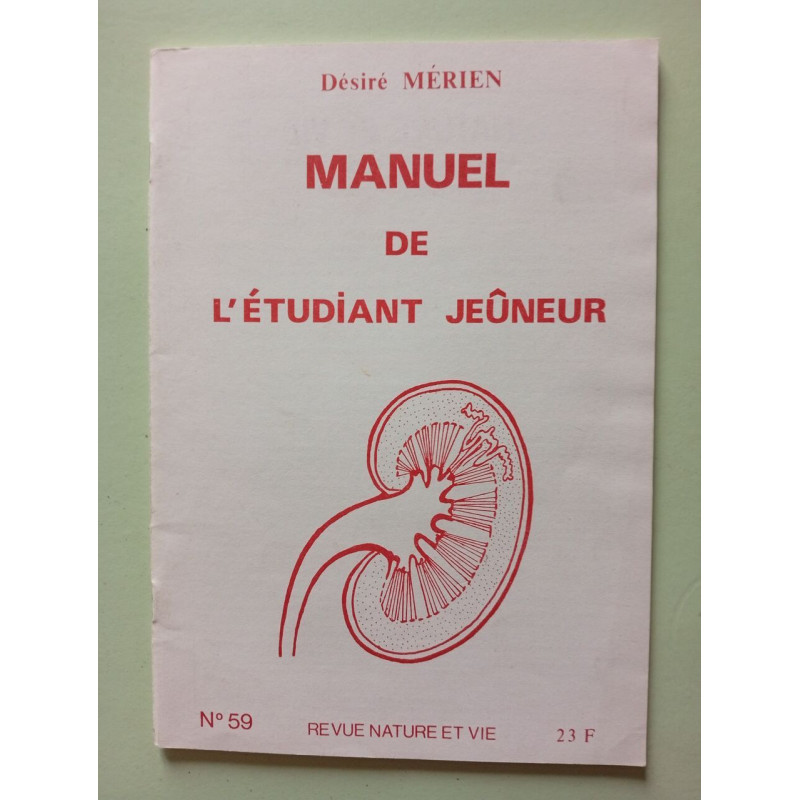 Désiré MÉRIEN
MANUEL
DE
L'ÉTUDiANT JEÛNEUR
N° 59 REVUE NATURE ET VIE 23 F